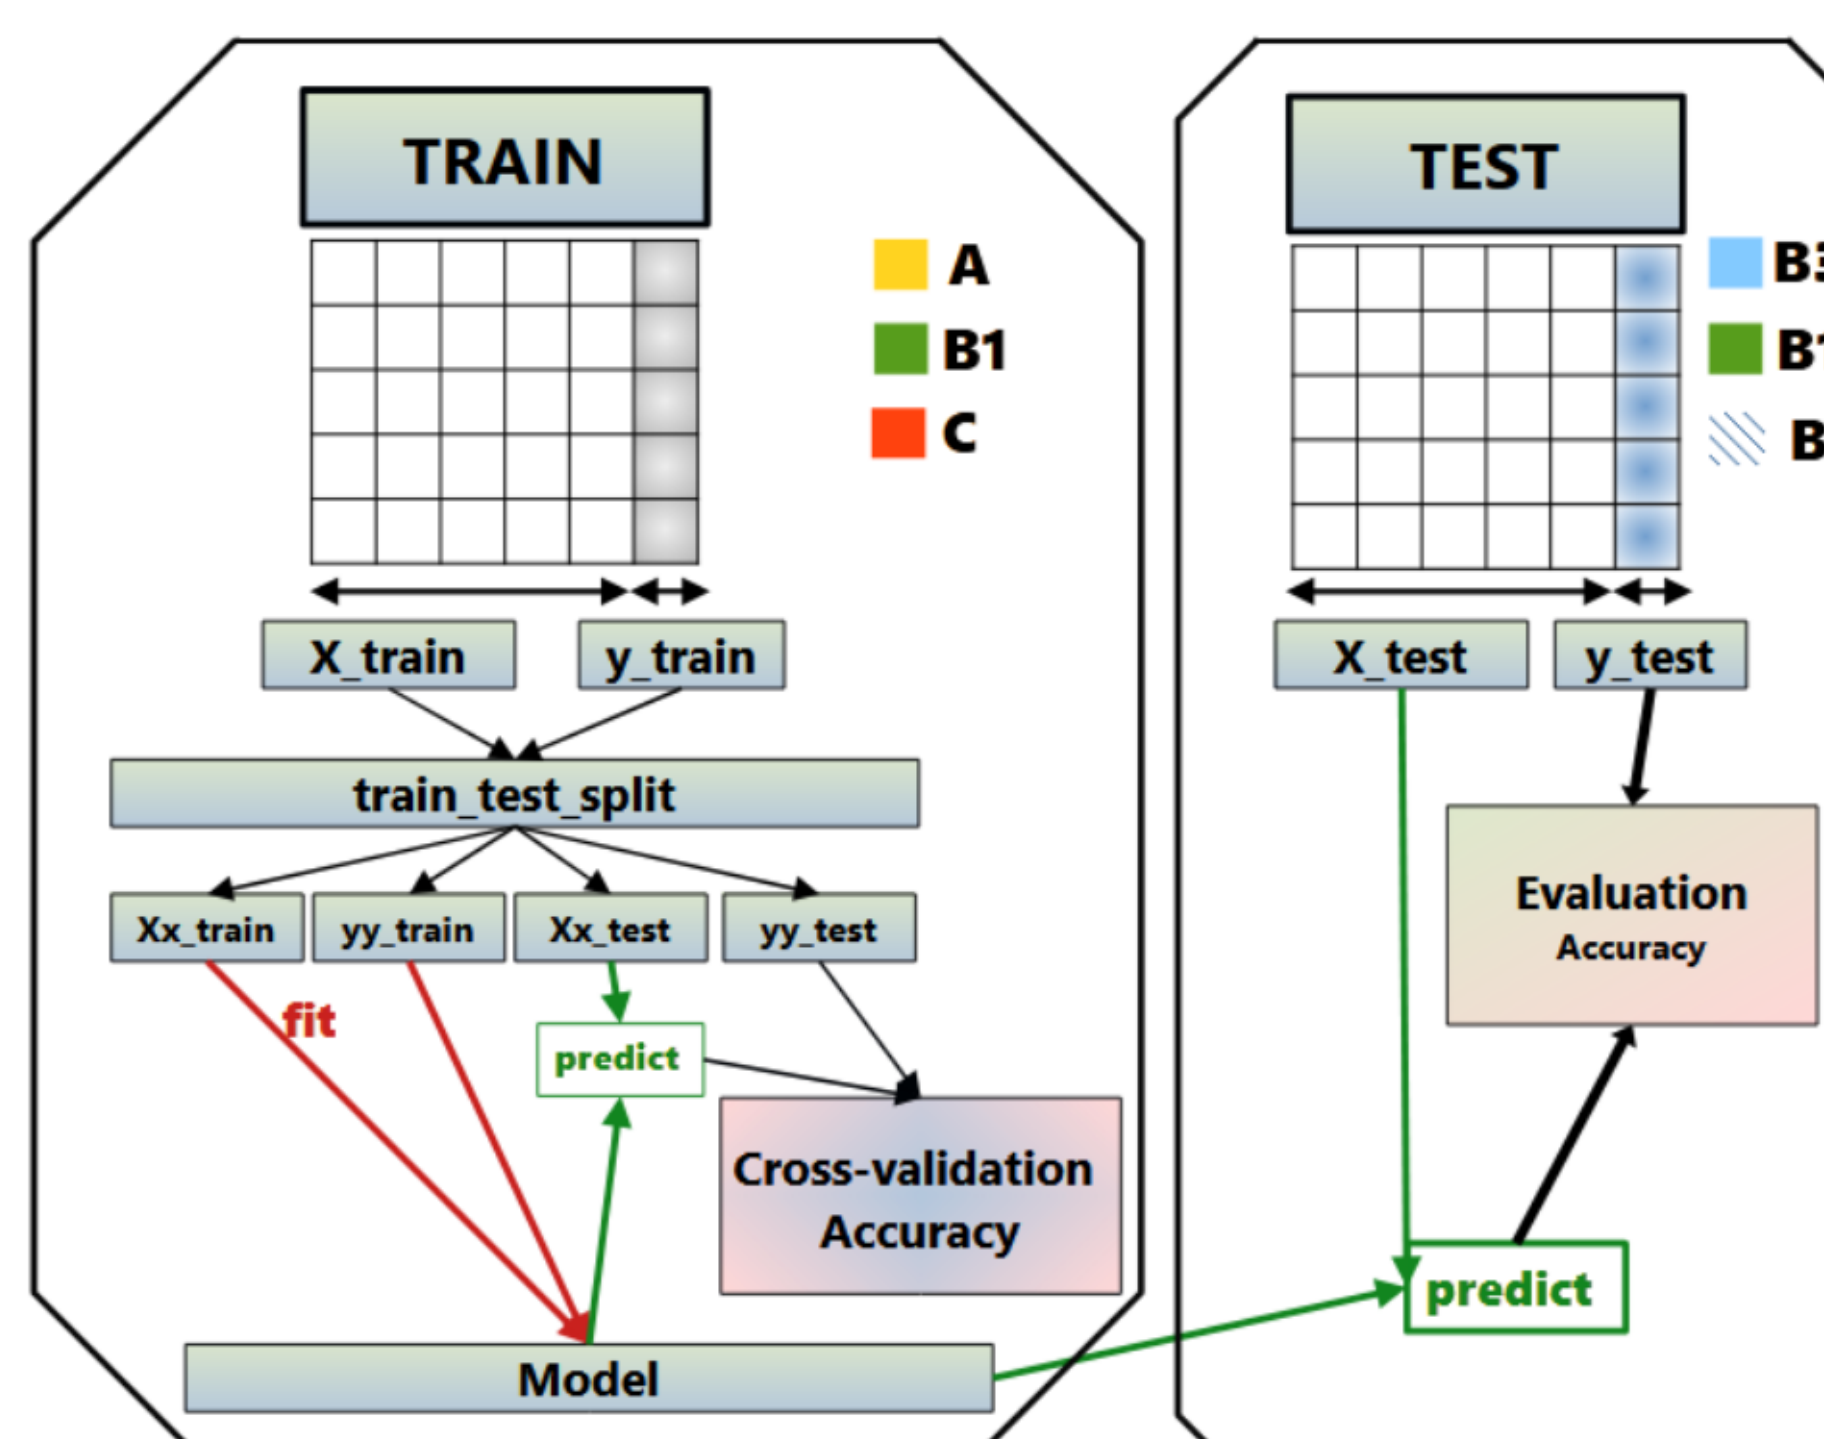 TRAIN
A
B1
C
X_train
y_train
train_test_split
Xx_train
yy_train
Xx_test
yy_test
fit
predict
Cross-validation
Accuracy
Model
TEST
B
X_test
y_test
Evaluation
Accuracy
predict